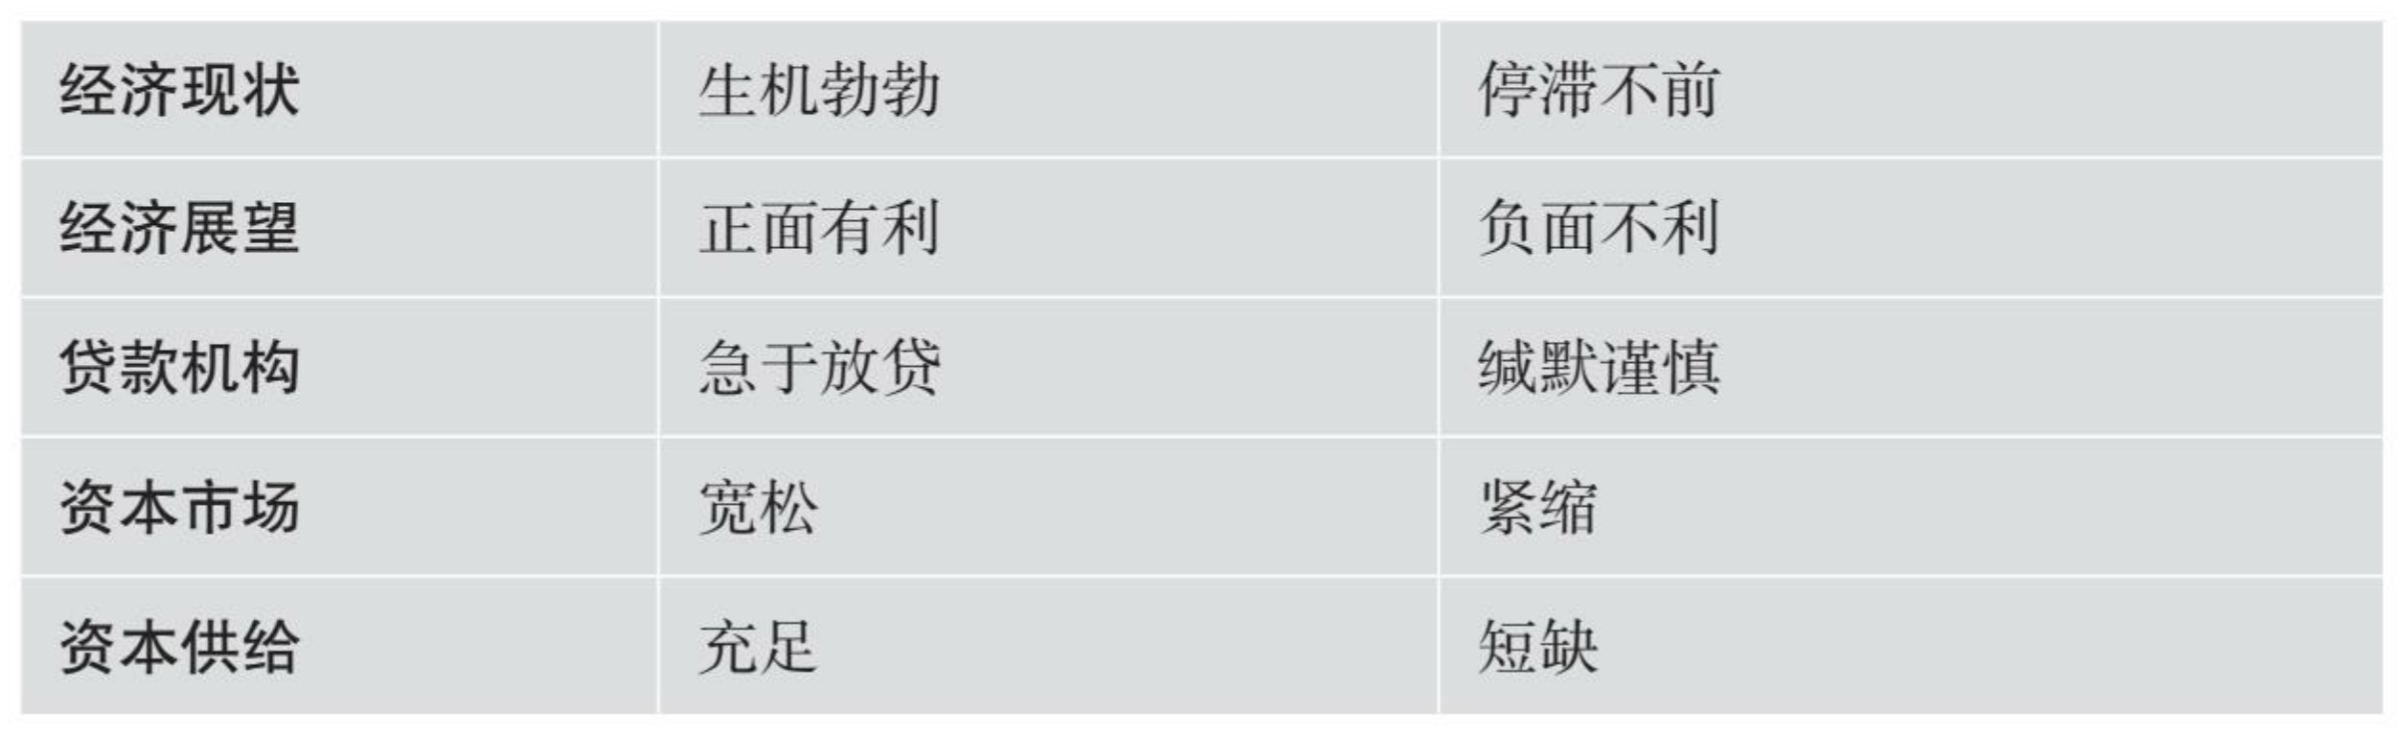 经济现状 生机勃勃 停滞不前
经济展望 正面有利 负面不利
贷款机构 急于放贷 缄默谨慎
资本市场 宽松 紧缩
资本供给 充足 短缺